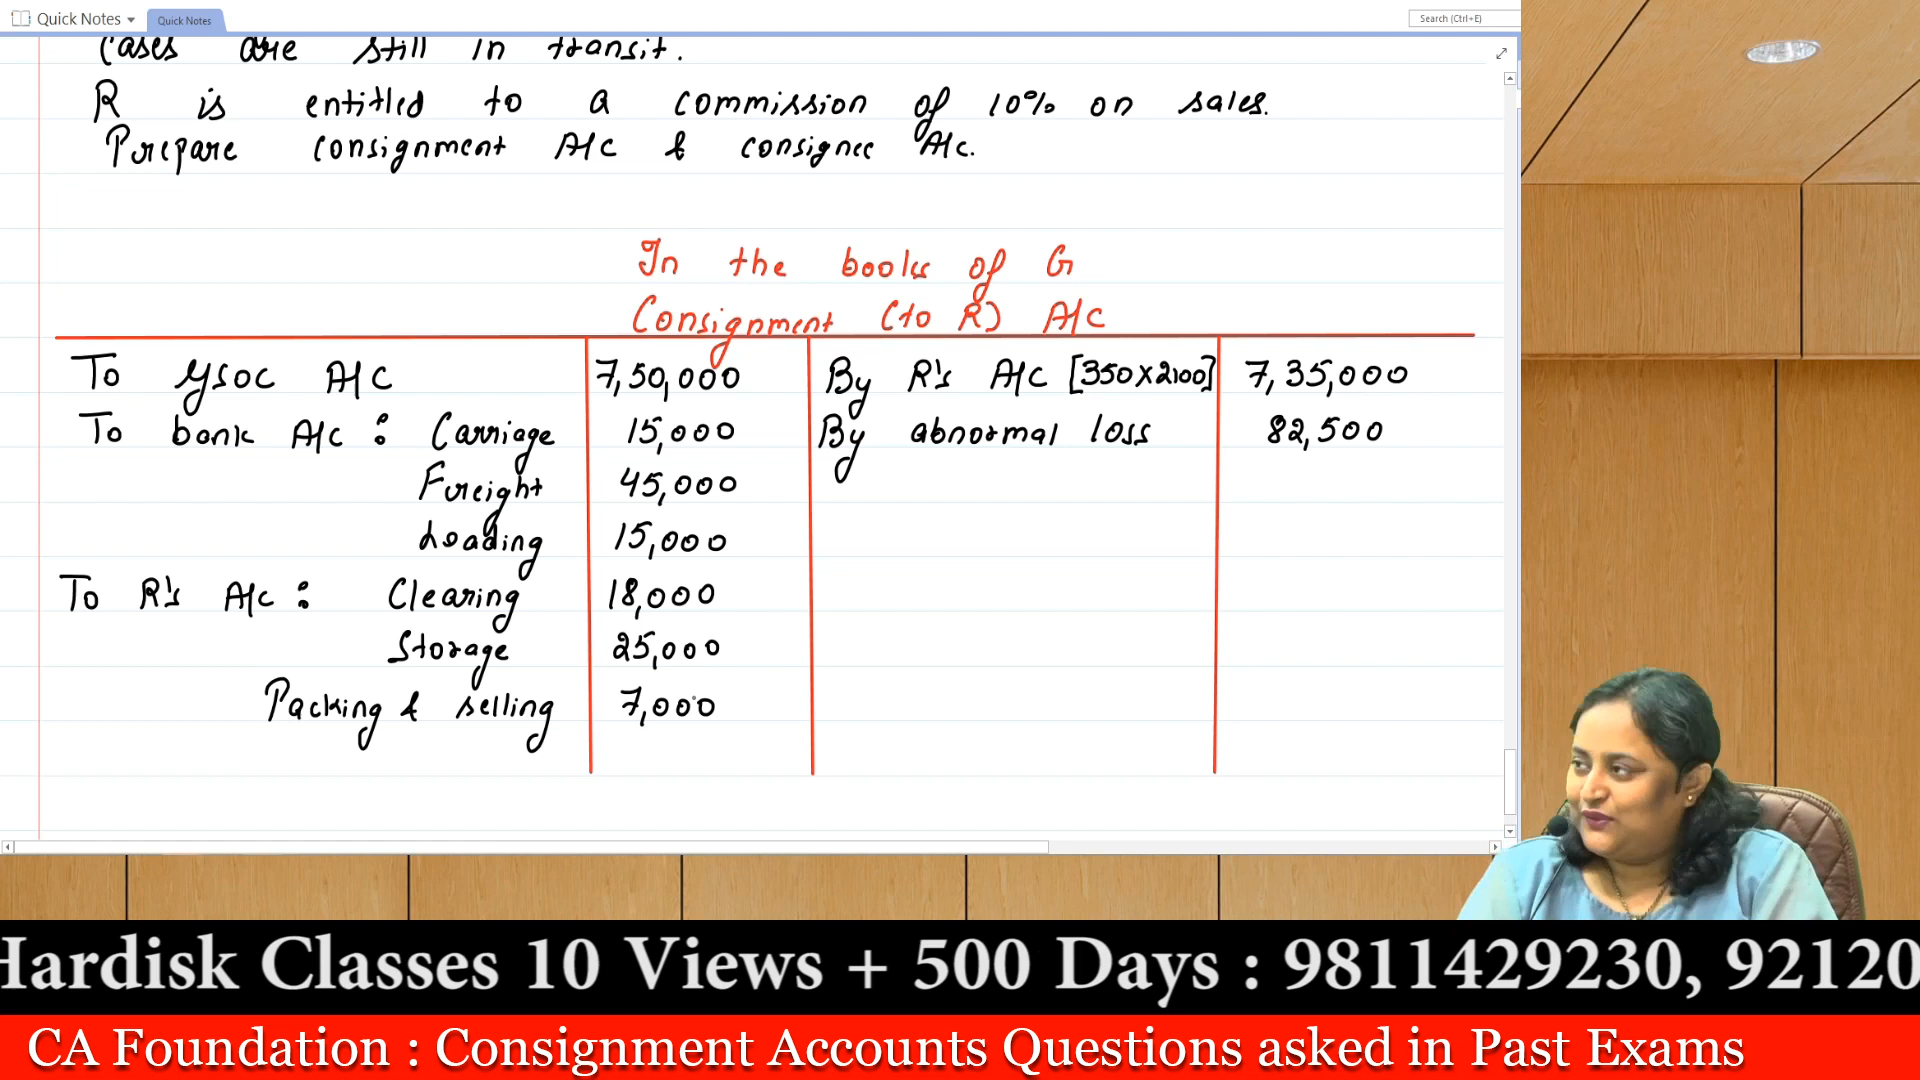 Quick Notes
Quick Notes
Search (Ctrl+E)
Cases are still in transit.
R is entitled to a commission of 10% on sales.
Prepare consignment A/c & consignee A/c.
In the books of G
Consignment (to R) A/c
To GSOC A/C 7,50,000 By R's A/C [350×2100] 7,35,000
To bank A/c : Carriage 15,000 By abnormal loss 82,500
Freight 45,000
Loading 15,000
To R's A/c : Clearing 18,000
Storage 25,000
Packing & selling 7,000
Hardisk Classes 10 Views + 500 Days : 9811429230, 92120
CA Foundation : Consignment Accounts Questions asked in Past Exams